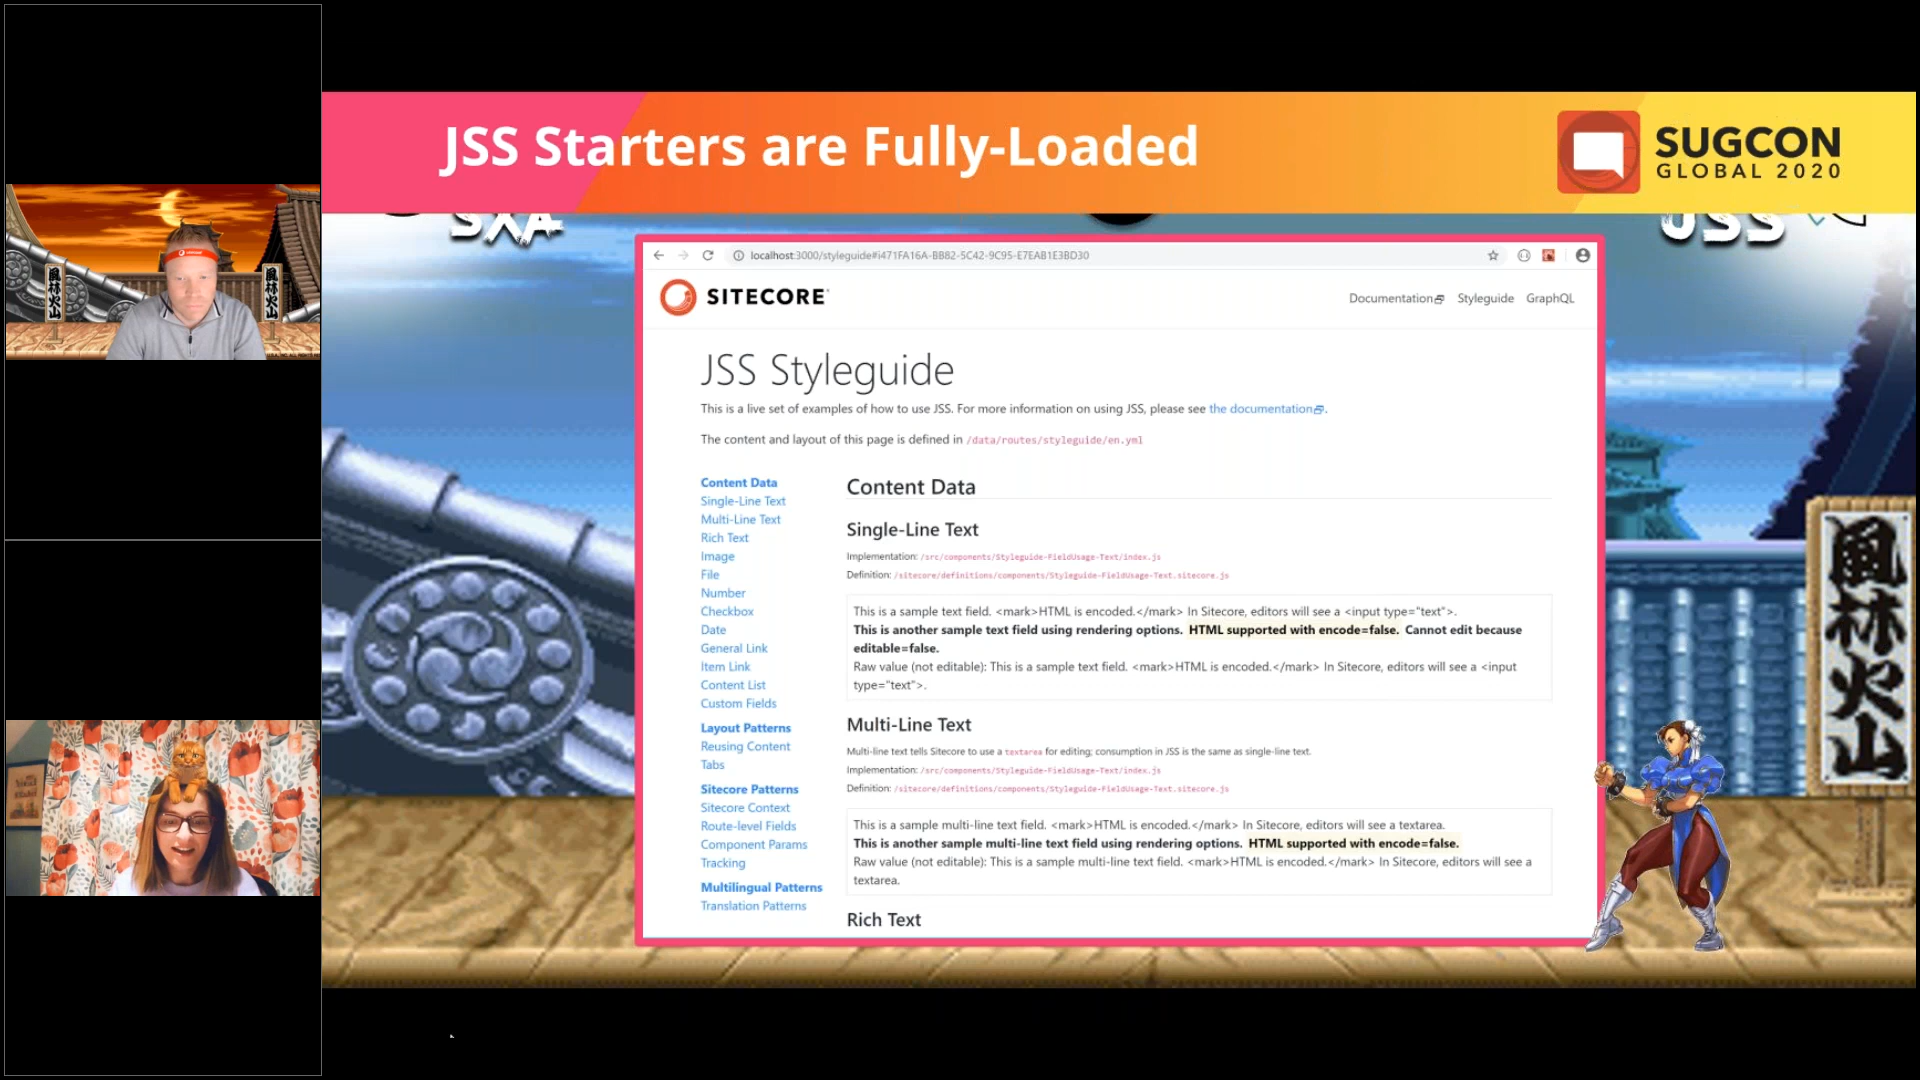 JSS Starters are Fully-Loaded
SUGCON
GLOBAL 2020
SXA
JSS
localhost:3000/styleguide#i471FA16A-BB82-5C42-9C95-E7EAB1E3BD30
SITECORE
Documentation
Styleguide
GraphQL
JSS Styleguide
This is a live set of examples of how to use JSS. For more information on using JSS, please see the documentation.
The content and layout of this page is defined in /data/routes/styleguide/en.yml
Content Data
Single-Line Text
Multi-Line Text
Rich Text
Image
File
Number
Checkbox
Date
General Link
Item Link
Content List
Custom Fields
Layout Patterns
Reusing Content
Tabs
Sitecore Patterns
Sitecore Context
Route-level Fields
Component Params
Tracking
Multilingual Patterns
Translation Patterns
Content Data
Single-Line Text
Implementation: /src/components/Styleguide-FieldUsage-Text/index.js
Definition: /sitecore/definitions/components/Styleguide-FieldUsage-Text.sitecore.js
This is a sample text field. <mark>HTML is encoded.</mark> In Sitecore, editors will see a <input type="text">.
This is another sample text field using rendering options. HTML supported with encode=false. Cannot edit because
editable=false.
Raw value (not editable): This is a sample text field. <mark>HTML is encoded.</mark> In Sitecore, editors will see a <input
type="text">.
Multi-Line Text
Multi-line text tells Sitecore to use a textarea for editing; consumption in JSS is the same as single-line text.
Implementation: /src/components/Styleguide-FieldUsage-Text/index.js
Definition: /sitecore/definitions/components/Styleguide-FieldUsage-Text.sitecore.js
This is a sample multi-line text field. <mark>HTML is encoded.</mark> In Sitecore, editors will see a textarea.
This is another sample multi-line text field using rendering options. HTML supported with encode=false.
Raw value (not editable): This is a sample multi-line text field. <mark>HTML is encoded.</mark> In Sitecore, editors will see a
textarea.
Rich Text
風林火山
風林火山
風林火山